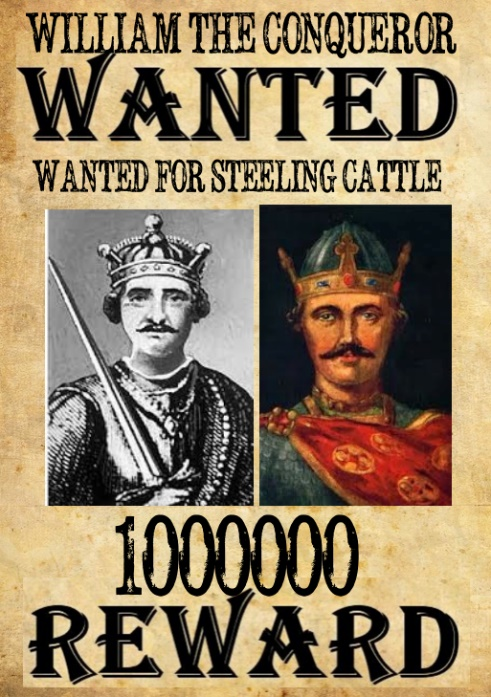 WILLIAM THE CONQUEROR
WANTED
WANTED FOR STEELING CATTLE
1000000
REWARD